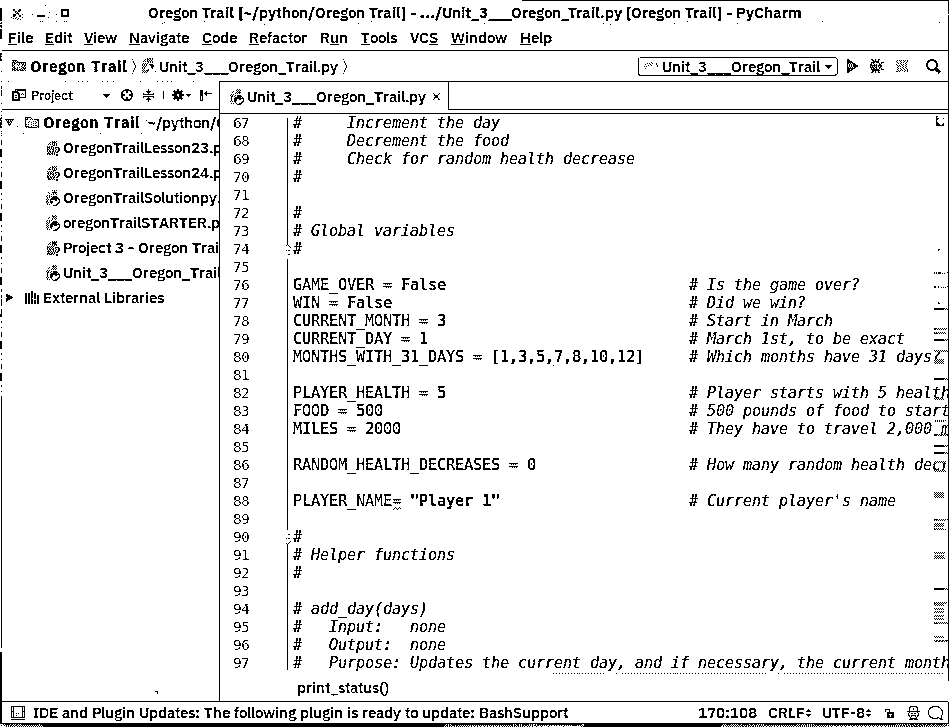 Oregon Trail [~/python/Oregon Trail] - .../Unit_3___Oregon_Trail.py [Oregon Trail] - PyCharm
File Edit View Navigate Code Refactor Run Tools VCS Window Help
Oregon Trail Unit_3___Oregon_Trail.py Unit_3___Oregon_Trail
Project Unit_3___Oregon_Trail.py ×
Oregon Trail ~/python/
OregonTrailLesson23.p
OregonTrailLesson24.p
OregonTrailSolutionpy.
oregonTrailSTARTER.p
Project 3 - Oregon Trai
Unit_3___Oregon_Trail
External Libraries
67 #     Increment the day
68 #     Decrement the food
69 #     Check for random health decrease
70 #
71
72 #
73 # Global variables
74 #
75
76 GAME_OVER = False # Is the game over?
77 WIN = False # Did we win?
78 CURRENT_MONTH = 3 # Start in March
79 CURRENT_DAY = 1 # March 1st, to be exact
80 MONTHS_WITH_31_DAYS = [1,3,5,7,8,10,12] # Which months have 31 days?
81
82 PLAYER_HEALTH = 5 # Player starts with 5 health
83 FOOD = 500 # 500 pounds of food to start
84 MILES = 2000 # They have to travel 2,000 m
85
86 RANDOM_HEALTH_DECREASES = 0 # How many random health dec
87
88 PLAYER_NAME= "Player 1" # Current player's name
89
90 #
91 # Helper functions
92 #
93
94 # add_day(days)
95 #   Input:   none
96 #   Output:  none
97 #   Purpose: Updates the current day, and if necessary, the current month
print_status()
IDE and Plugin Updates: The following plugin is ready to update: BashSupport 170:108 CRLF UTF-8